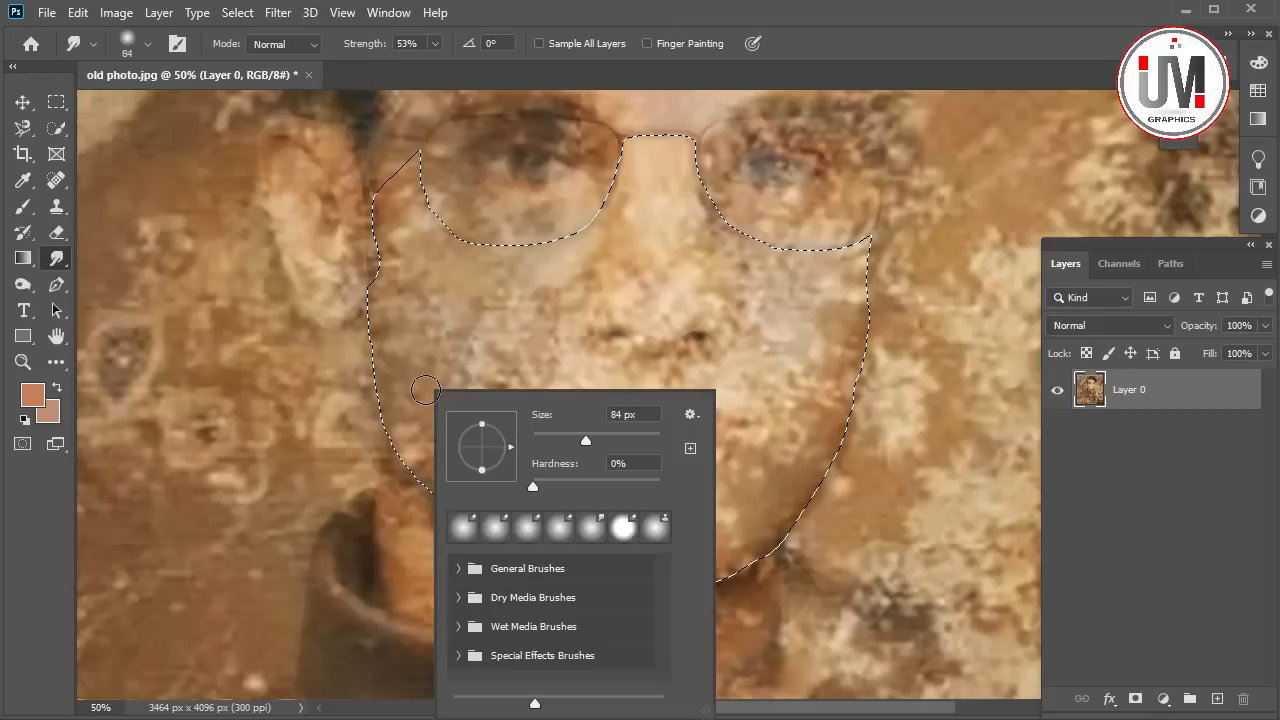 Ps File Edit Image Layer Type Select Filter 3D View Window Help
84 Mode: Normal Strength: 53% 0° Sample All Layers Finger Painting
old photo.jpg @ 50% (Layer 0, RGB/8#) *
UM
GRAPHICS
Layers Channels Paths
Kind
Normal Opacity: 100%
Lock: Fill: 100%
Layer 0
Size: 84 px
Hardness: 0%
General Brushes
Dry Media Brushes
Wet Media Brushes
Special Effects Brushes
50% 3464 px x 4096 px (300 ppi)
fx